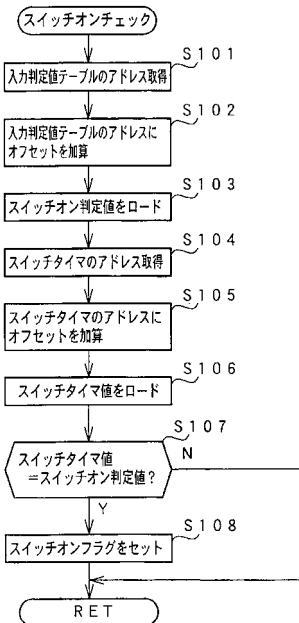 スイッチオンチェック
S101
入力判定値テーブルのアドレス取得
S102
入力判定値テーブルのアドレスに
オフセットを加算
S103
スイッチオン判定値をロード
S104
スイッチタイマのアドレス取得
S105
スイッチタイマのアドレスに
オフセットを加算
S106
スイッチタイマ値をロード
S107
スイッチタイマ値
=スイッチオン判定値?
N
Y
S108
スイッチオンフラグをセット
RET